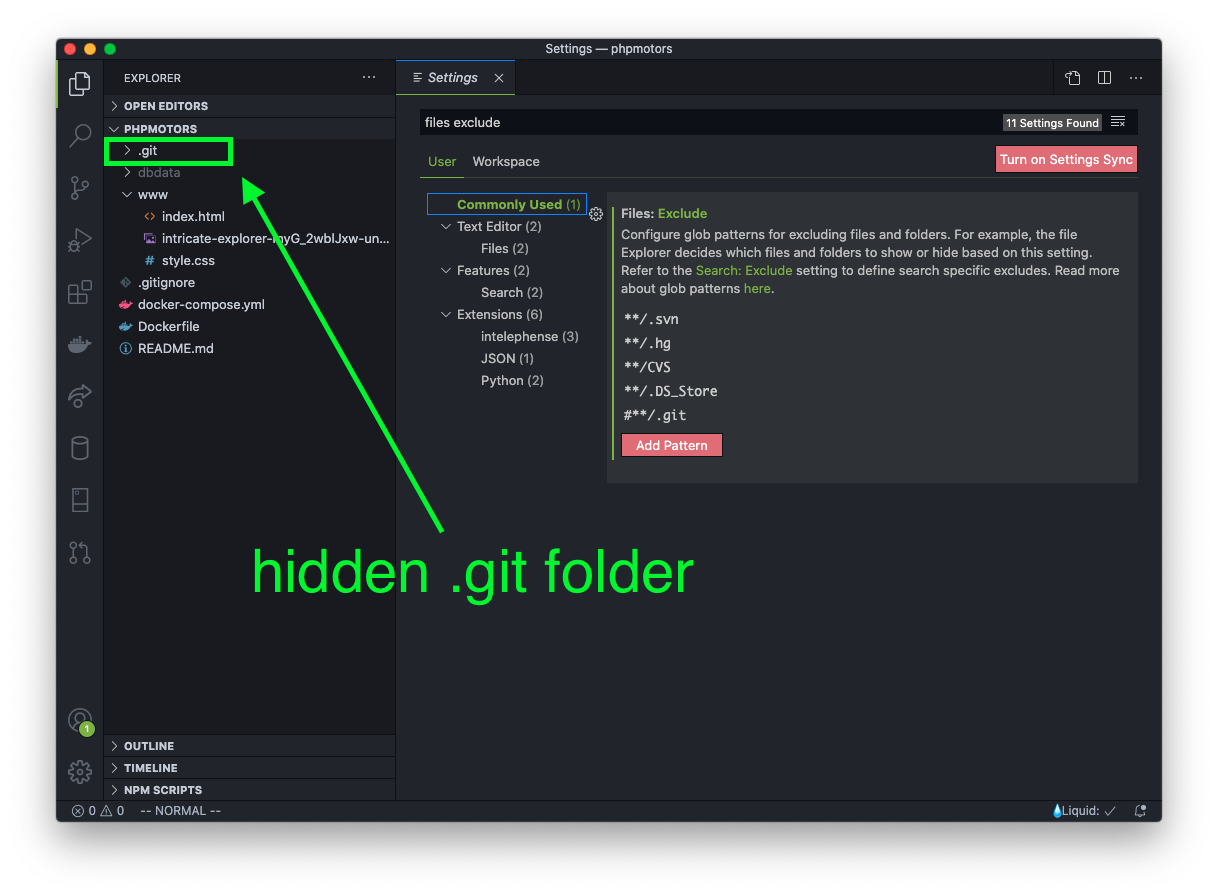 Settings — phpmotors
EXPLORER
OPEN EDITORS
PHPMOTORS
.git
dbdata
www
index.html
intricate-explorer-myG_2wblJxw-un...
style.css
.gitignore
docker-compose.yml
Dockerfile
README.md
OUTLINE
TIMELINE
NPM SCRIPTS
Settings
files exclude
11 Settings Found
User Workspace
Turn on Settings Sync
Commonly Used (1)
Text Editor (2)
Files (2)
Features (2)
Search (2)
Extensions (6)
intelephense (3)
JSON (1)
Python (2)
Files: Exclude
Configure glob patterns for excluding files and folders. For example, the file
Explorer decides which files and folders to show or hide based on this setting.
Refer to the Search: Exclude setting to define search specific excludes. Read more
about glob patterns here.
**/.svn
**/.hg
**/CVS
**/.DS_Store
#**/.git
Add Pattern
hidden .git folder
1
0 0 -- NORMAL --
Liquid: